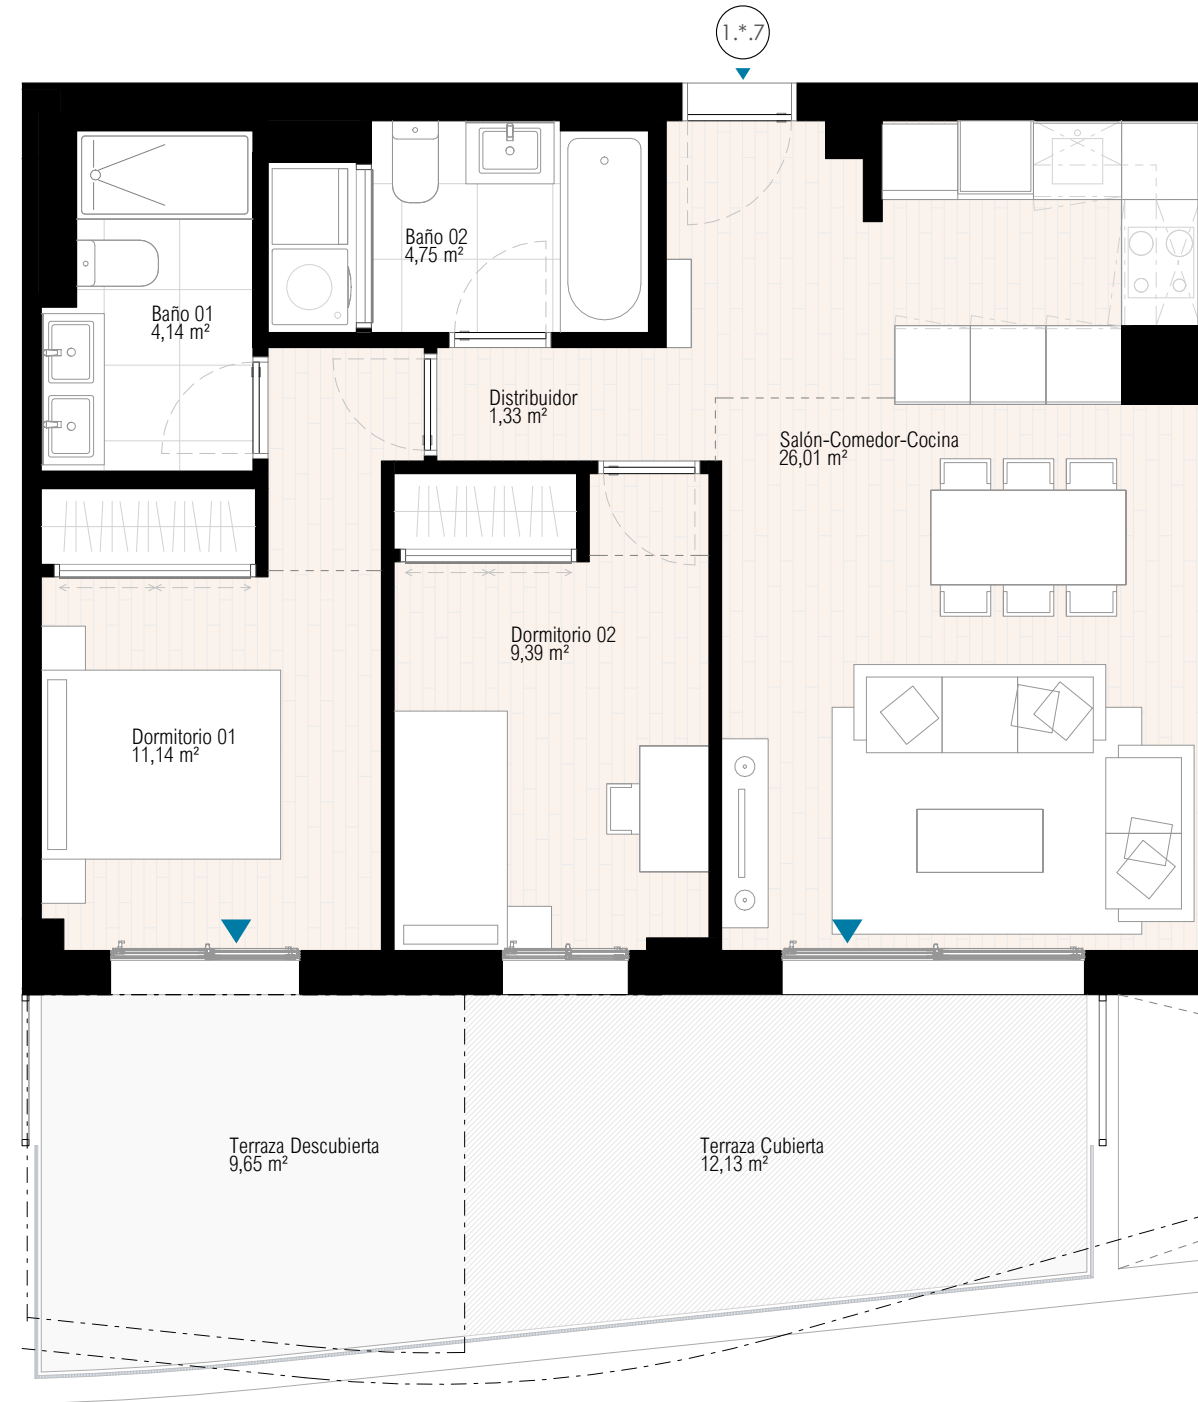 1.*.7
Baño 02
4,75 m²
Baño 01
4,14 m²
Distribuidor
1,33 m²
Salón-Comedor-Cocina
26,01 m²
Dormitorio 02
9,39 m²
Dormitorio 01
11,14 m²
Terraza Descubierta
9,65 m²
Terraza Cubierta
12,13 m²